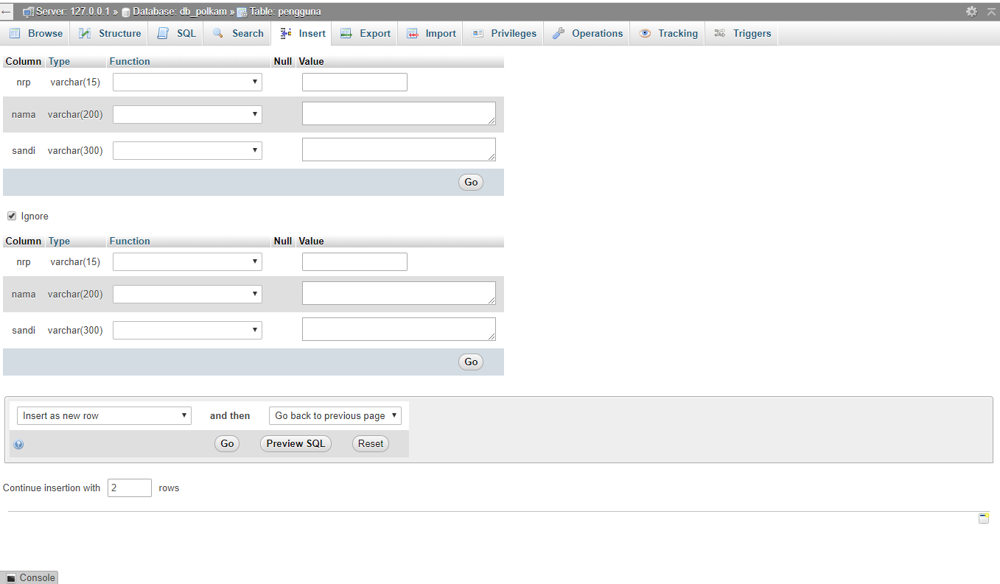 ← Server: 127.0.0.1 » Database: db_polkam » Table: pengguna
Browse Structure SQL Search Insert Export Import Privileges Operations Tracking Triggers
Column Type Function Null Value
nrp varchar(15)
nama varchar(200)
sandi varchar(300)
Go
Ignore
Column Type Function Null Value
nrp varchar(15)
nama varchar(200)
sandi varchar(300)
Go
Insert as new row and then Go back to previous page
Go Preview SQL Reset
Continue insertion with 2 rows
Console